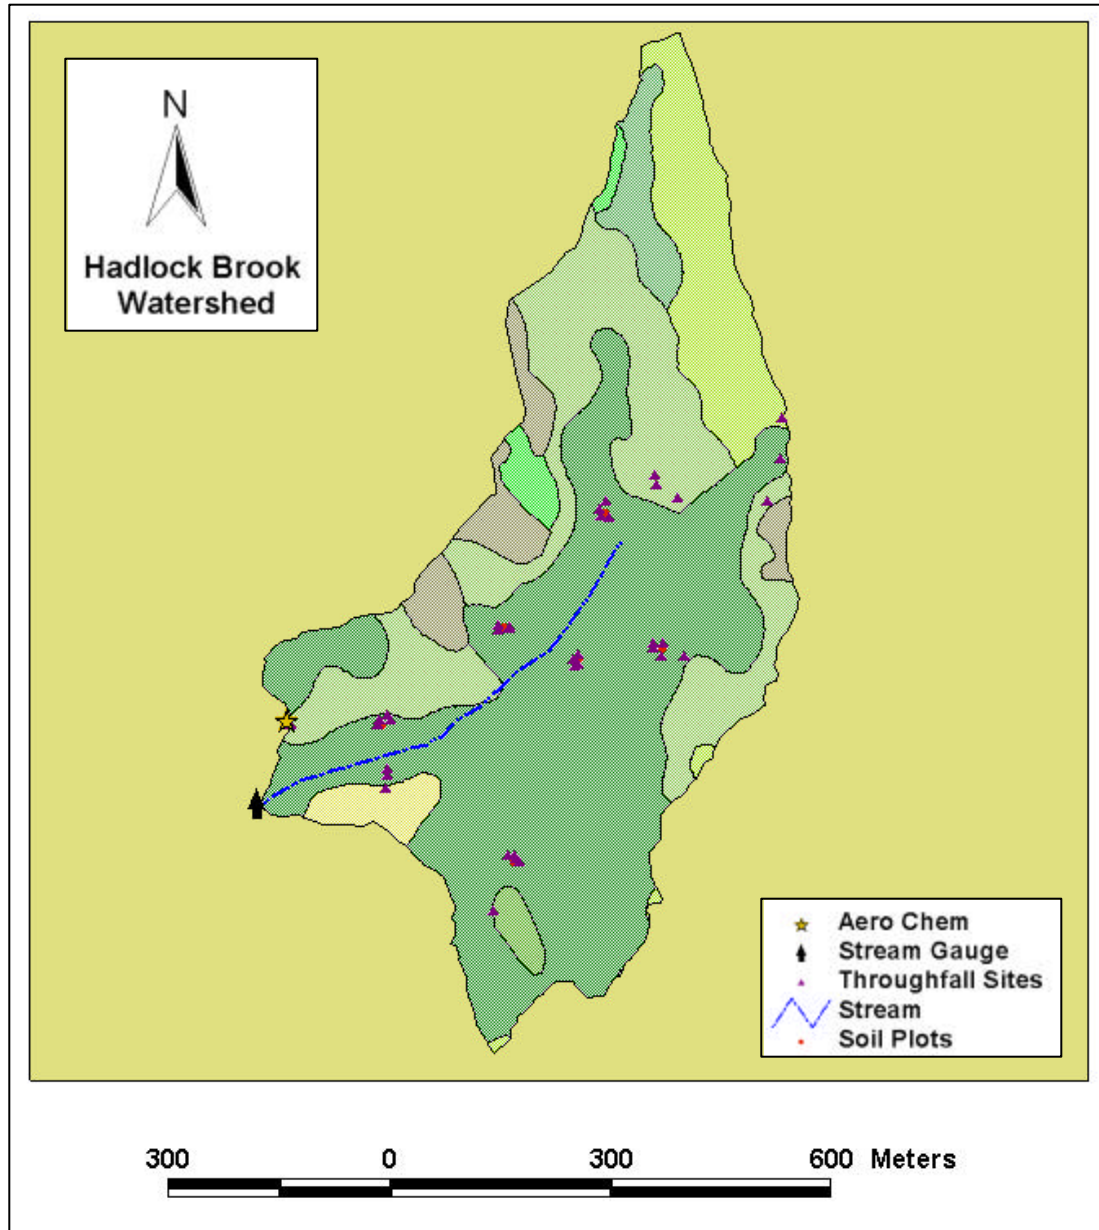 N
Hadlock Brook
Watershed
Aero Chem
Stream Gauge
Throughfall Sites
Stream
Soil Plots
300 0 300 600 Meters